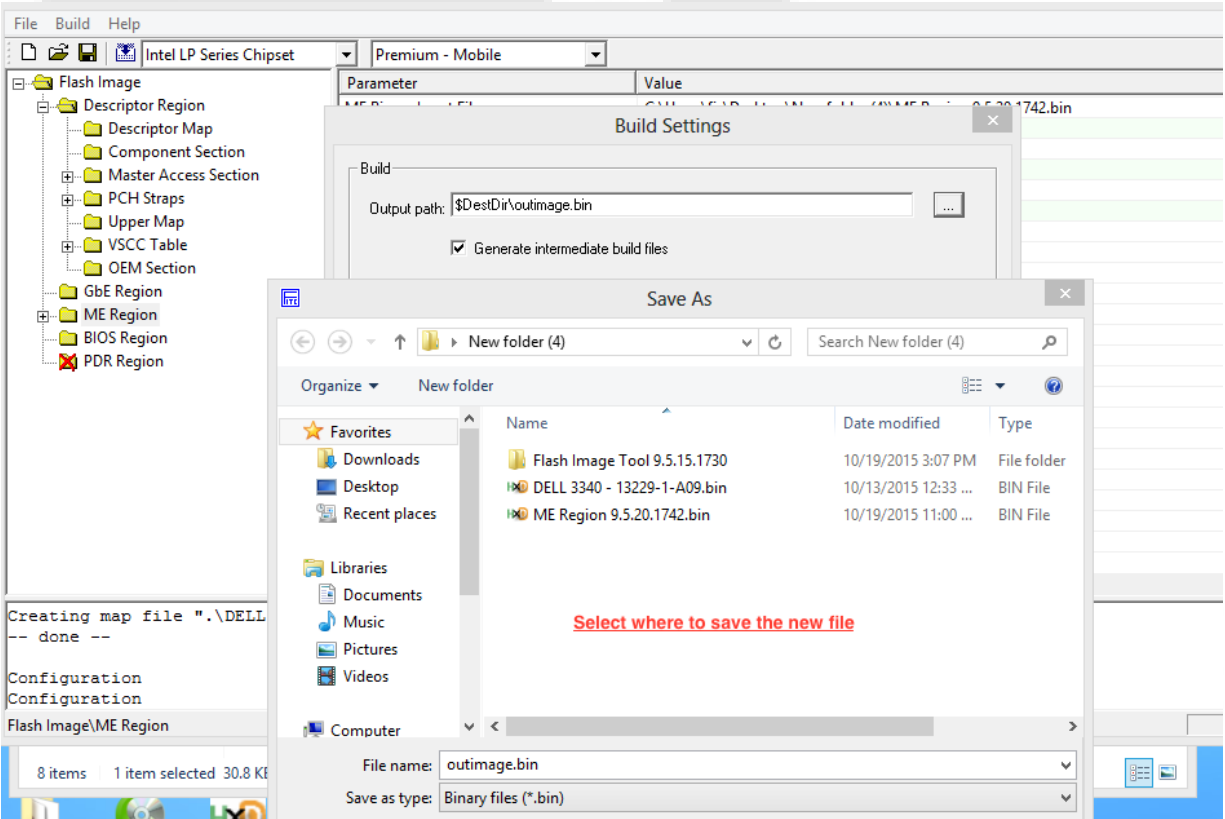 File Build Help
Intel LP Series Chipset Premium - Mobile
Flash Image
Parameter Value
Descriptor Region
1742.bin
Descriptor Map
Build Settings
Component Section
Master Access Section
Build
PCH Straps
Output path: $DestDir\outimage.bin ...
Upper Map
VSCC Table
Generate intermediate build files
OEM Section
GbE Region
Save As
ME Region
BIOS Region
New folder (4) Search New folder (4)
PDR Region
Organize New folder
Name Date modified Type
Favorites
Downloads
Flash Image Tool 9.5.15.1730 10/19/2015 3:07 PM File folder
Desktop
DELL 3340 - 13229-1-A09.bin 10/13/2015 12:33 ... BIN File
Recent places
ME Region 9.5.20.1742.bin 10/19/2015 11:00 ... BIN File
Libraries
Documents
Music
Select where to save the new file
Pictures
Videos
Computer
Creating map file ".\DELL
-- done --
Configuration
Configuration
Flash Image\ME Region
8 items 1 item selected 30.8 KB
File name: outimage.bin
Save as type: Binary files (*.bin)